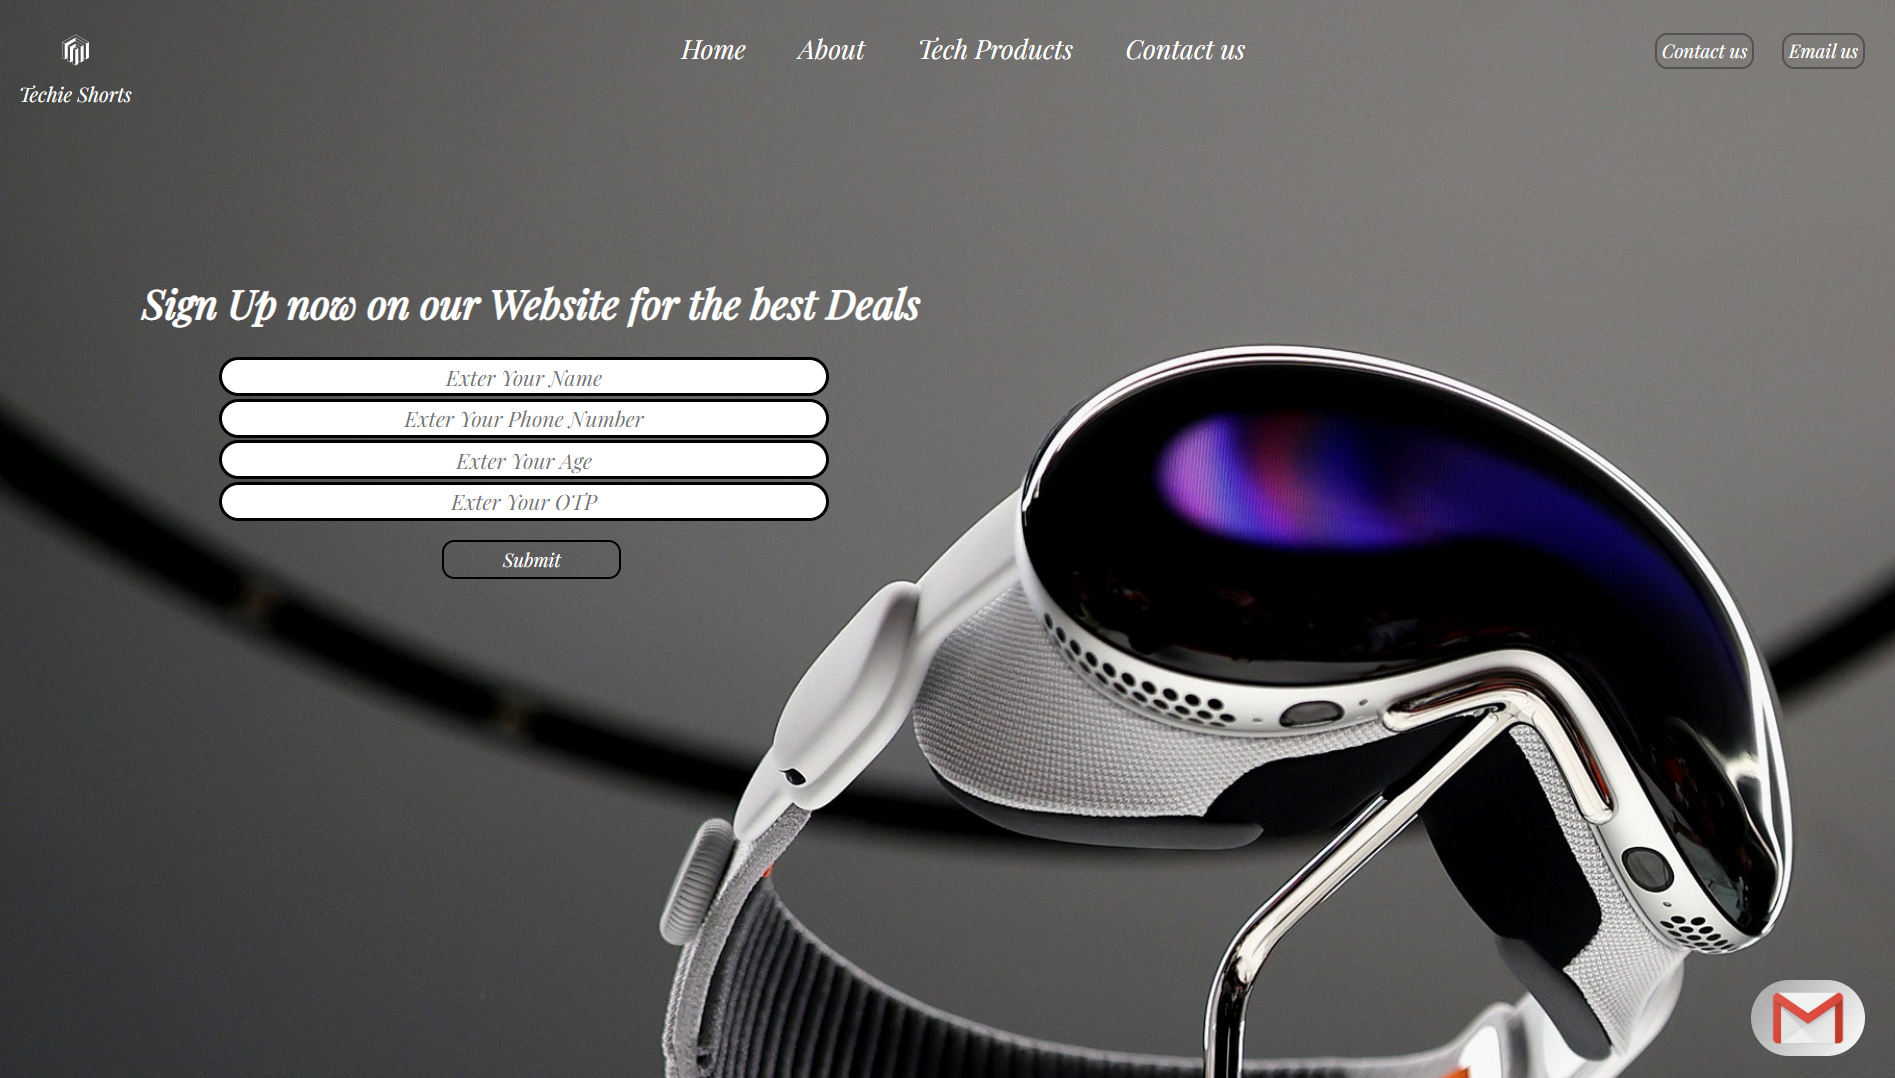 Techie Shorts
Home About Tech Products Contact us
Contact us Email us
Sign Up now on our Website for the best Deals
Exter Your Name
Exter Your Phone Number
Exter Your Age
Exter Your OTP
Submit